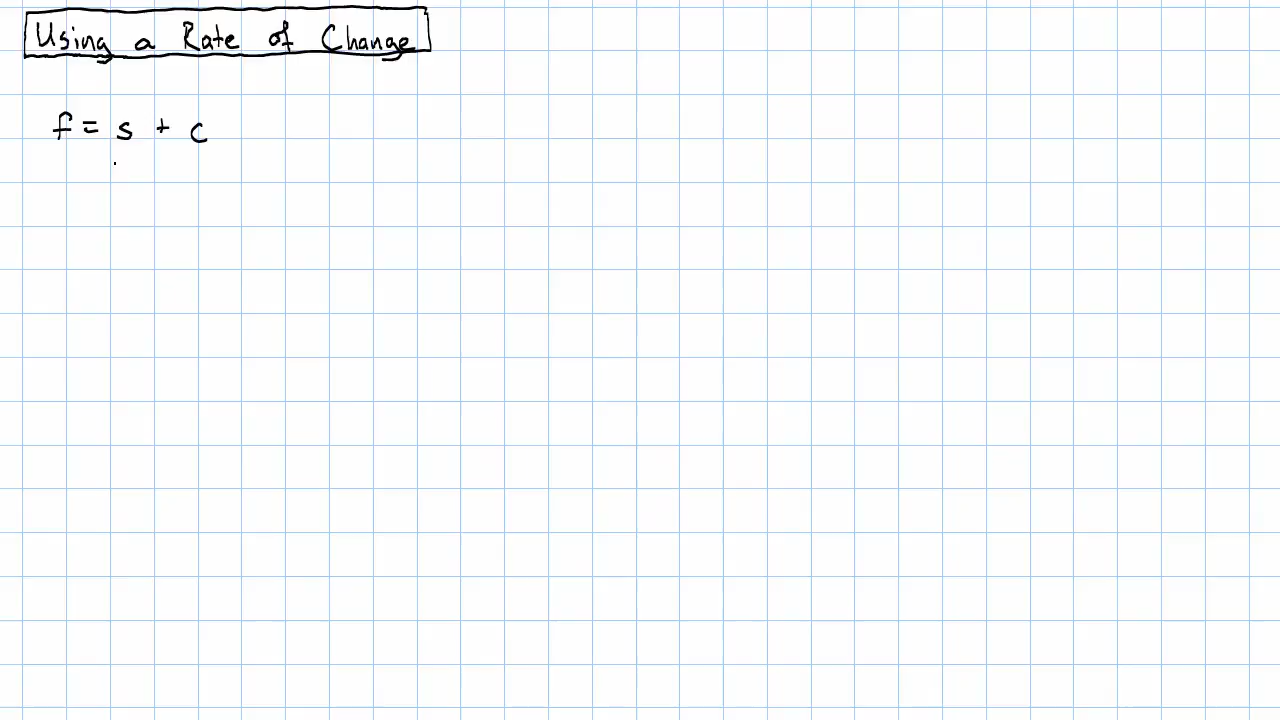 Using a Rate of Change
f = s + c